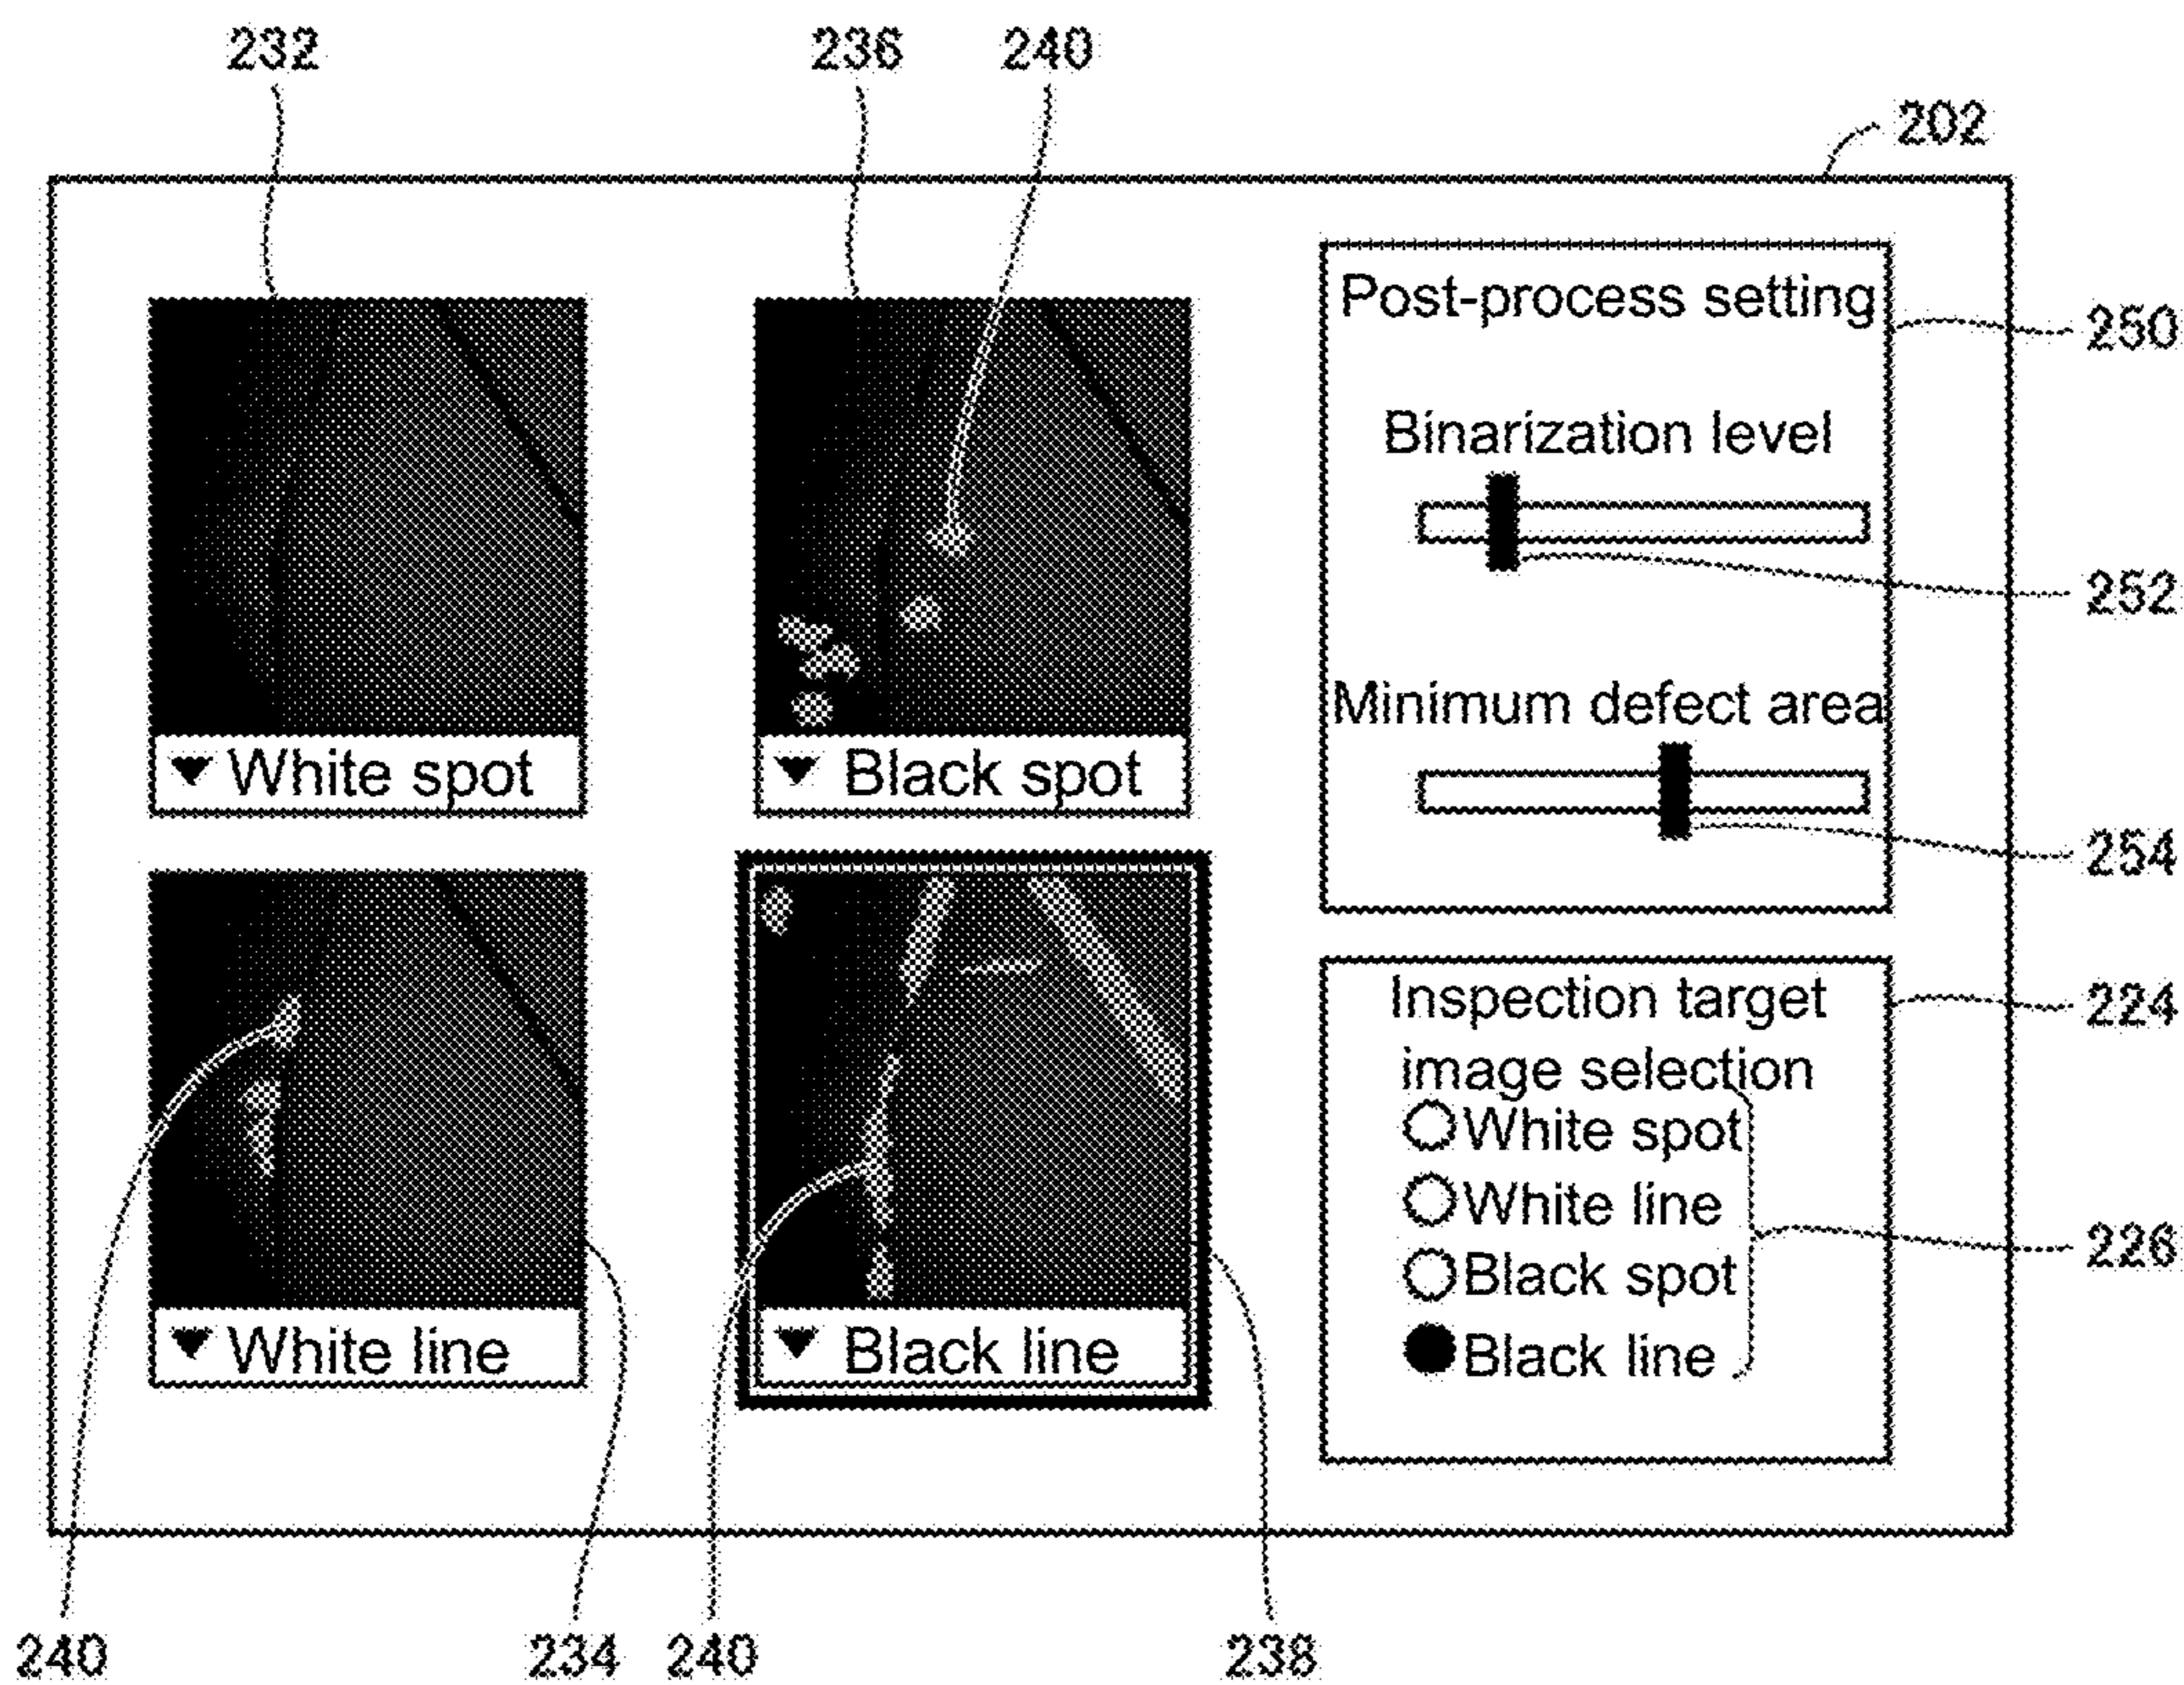 232
236
240
202
Post-process setting
250
Binarization level
252
Minimum defect area
254
▼ White spot
▼ Black spot
Inspection target
image selection
224
White spot
White line
Black spot
Black line
226
▼ White line
▼ Black line
240
234
240
238